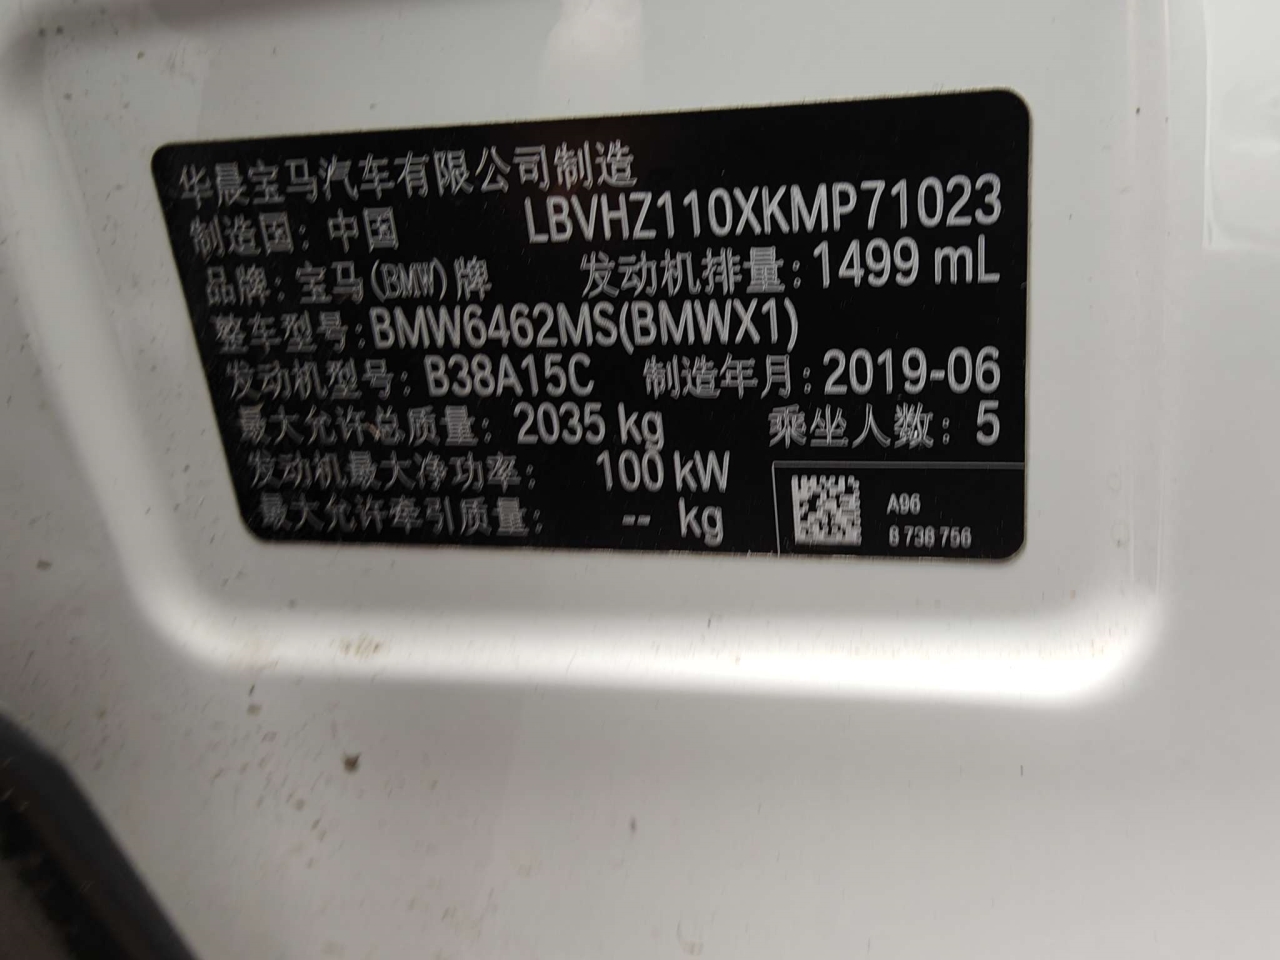 华晨宝马汽车有限公司制造
制造国：中国 LBVHZ110XKMP71023
品牌：宝马(BMW)牌 发动机排量：1499 mL
整车型号：BMW6462MS(BMWX1)
发动机型号：B38A15C 制造年月：2019-06
最大允许总质量：2035 kg 乘坐人数：5
发动机最大净功率：100 kW
最大允许牵引质量：-- kg
A96
8 738 756